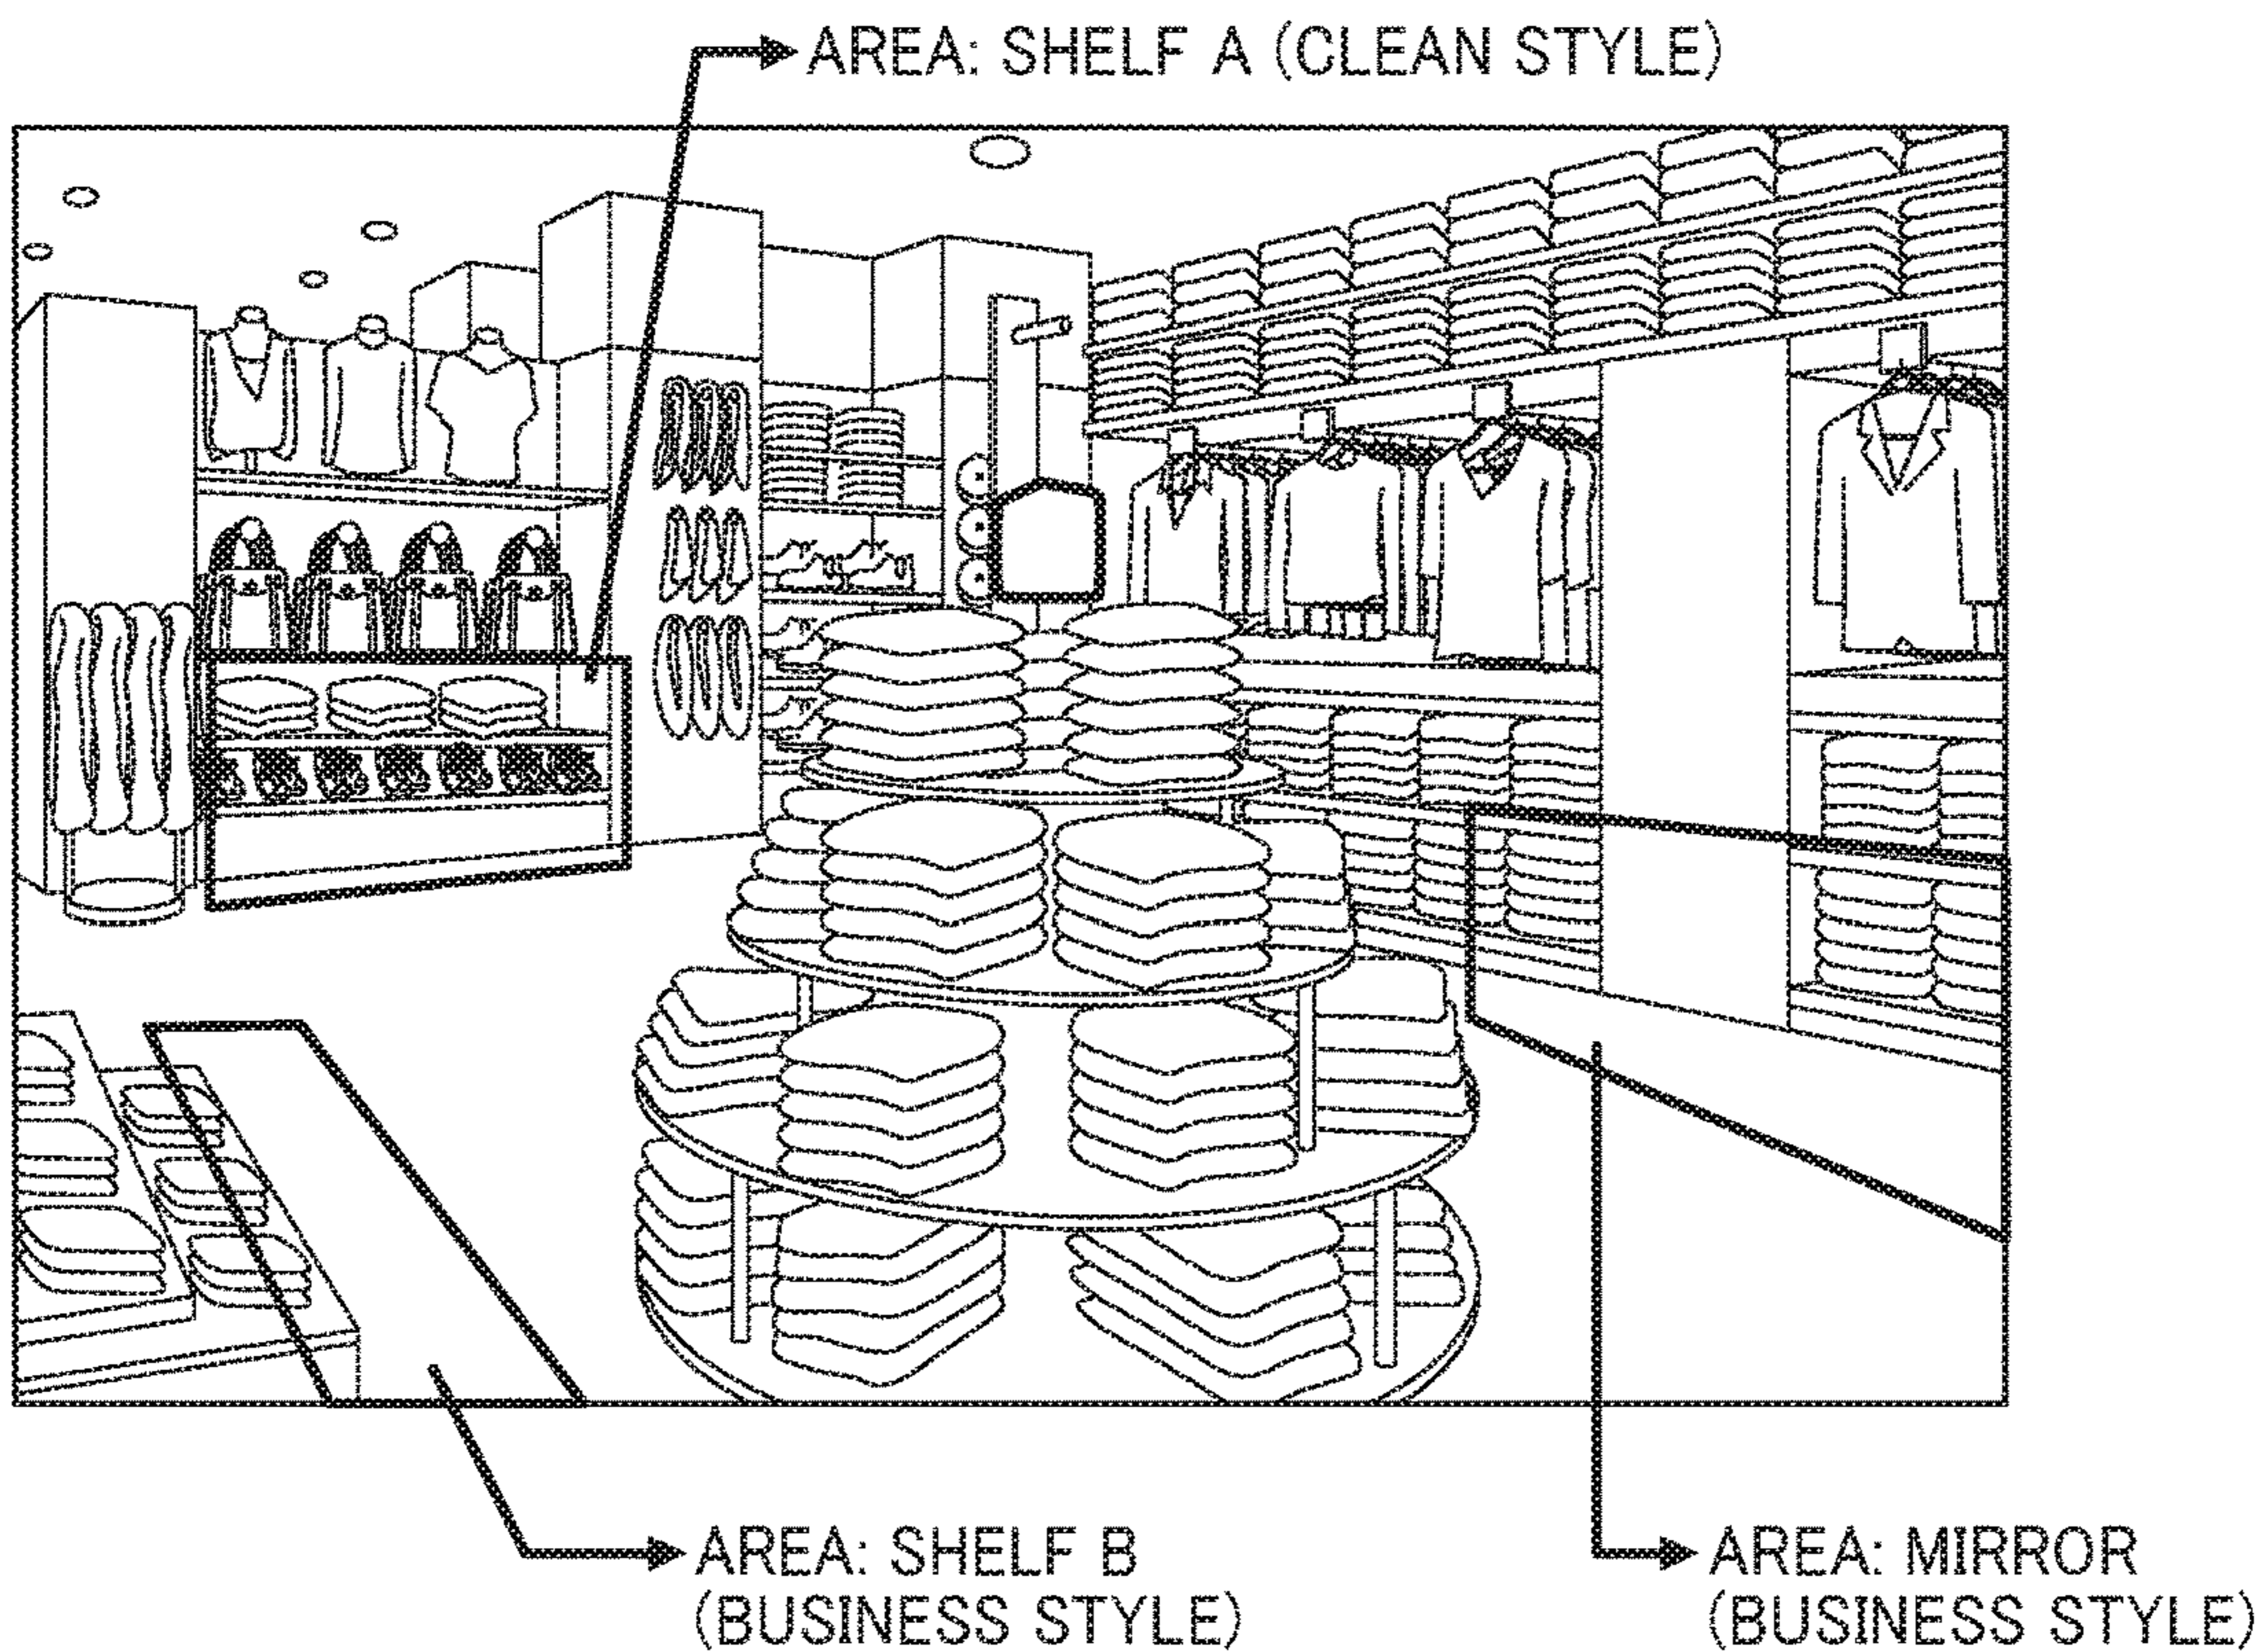 AREA: SHELF A (CLEAN STYLE)
AREA: SHELF B
(BUSINESS STYLE)
AREA: MIRROR
(BUSINESS STYLE)